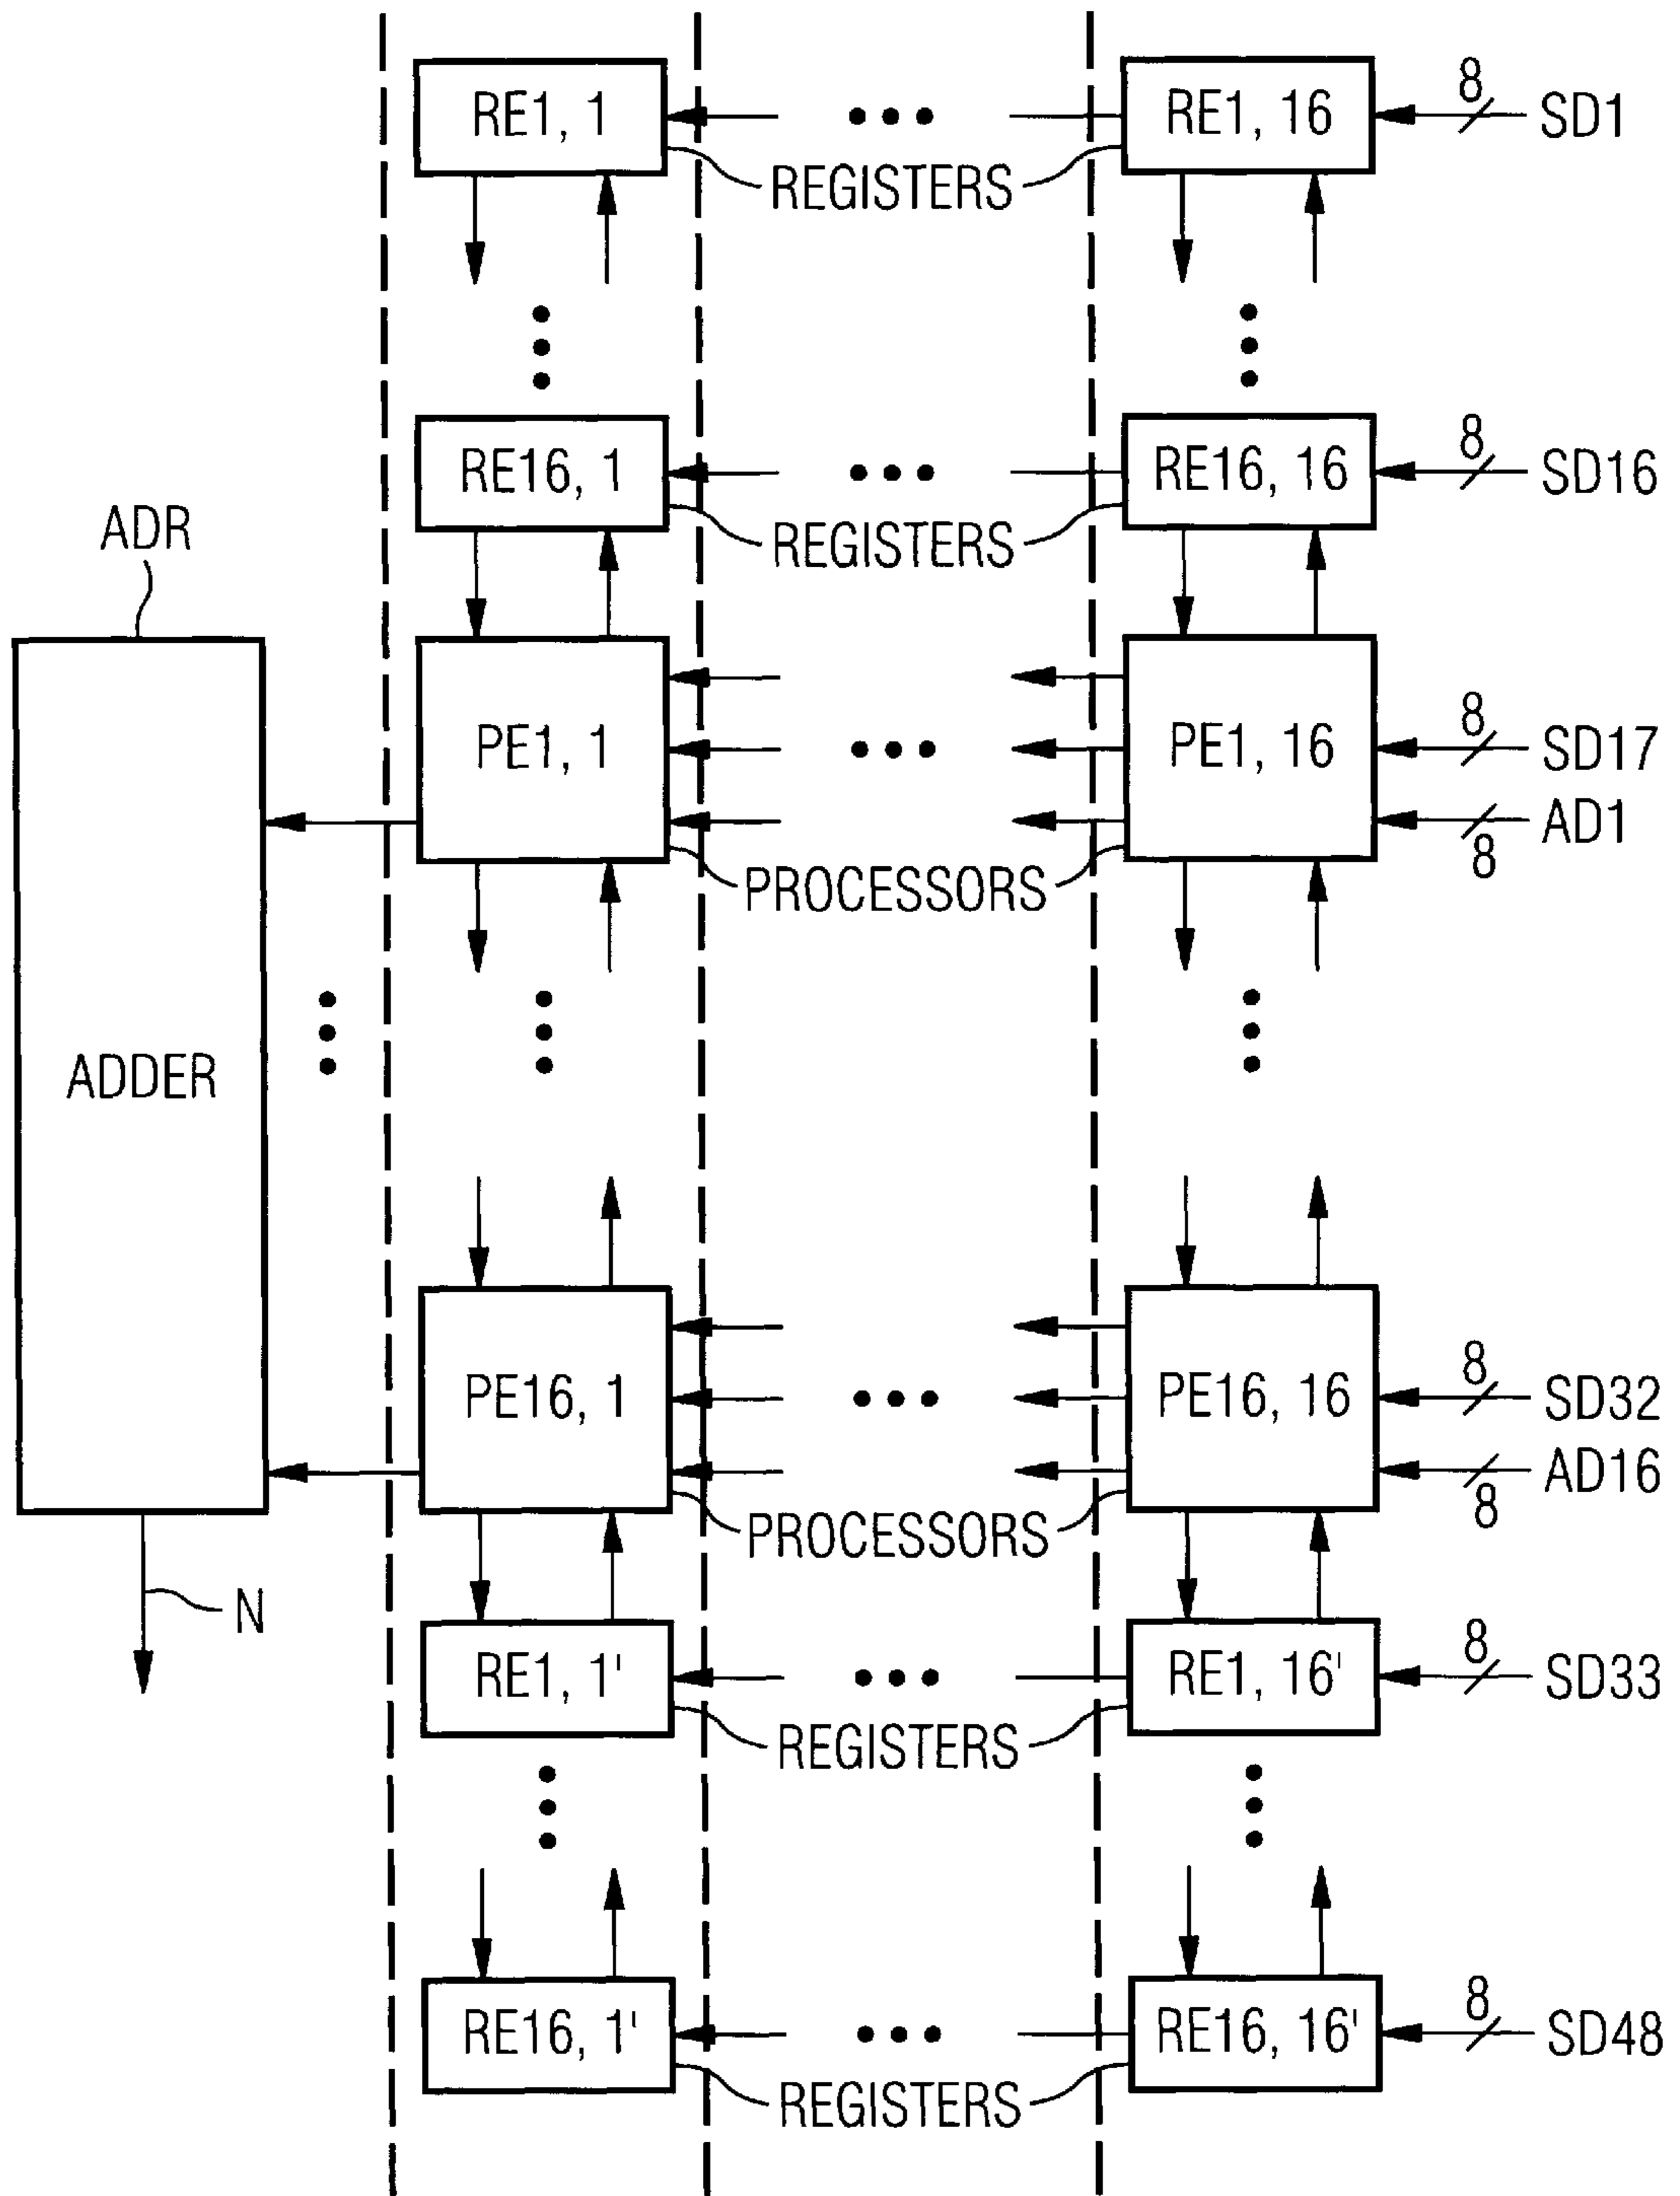 8
RE1, 1
RE1, 16
SD1
REGISTERS
8
RE16, 1
RE16, 16
SD16
ADR
REGISTERS
8
PE1, 1
PE1, 16
SD17
AD1
8
PROCESSORS
ADDER
8
PE16, 1
PE16, 16
SD32
AD16
8
PROCESSORS
N
8
RE1, 1'
RE1, 16'
SD33
REGISTERS
8
RE16, 1'
RE16, 16'
SD48
REGISTERS